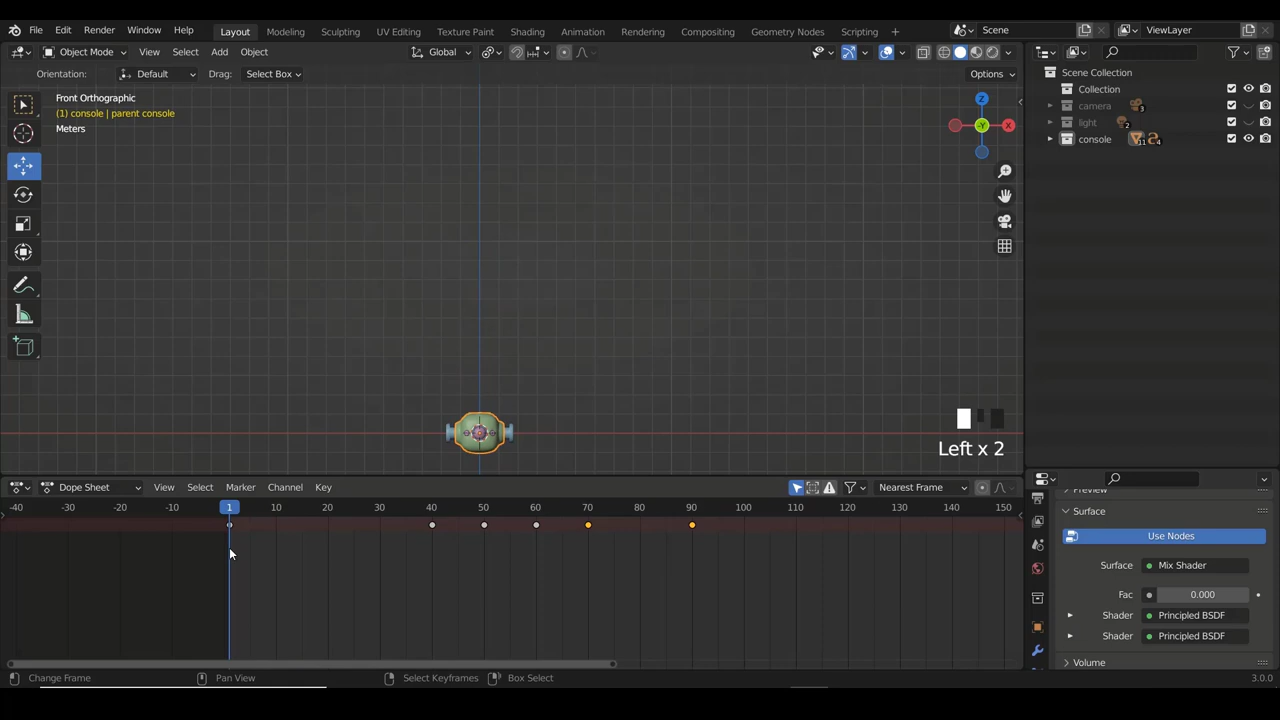 File Edit Render Window Help Layout Modeling Sculpting UV Editing Texture Paint Shading Animation Rendering Compositing Geometry Nodes Scripting + Scene ViewLayer
Object Mode View Select Add Object Global
Orientation: Default Drag: Select Box Options
Scene Collection
Collection
camera 3
light 2
console 11 4
Front Orthographic
(1) console | parent console
Meters
Z
-Y X
Left x 2
Dope Sheet View Select Marker Channel Key Nearest Frame
-40 -30 -20 -10 1 10 20 30 40 50 60 70 80 90 100 110 120 130 140 150
Surface
Use Nodes
Surface Mix Shader
Fac 0.000
Shader Principled BSDF
Shader Principled BSDF
Volume
Change Frame Pan View Select Keyframes Box Select 3.0.0